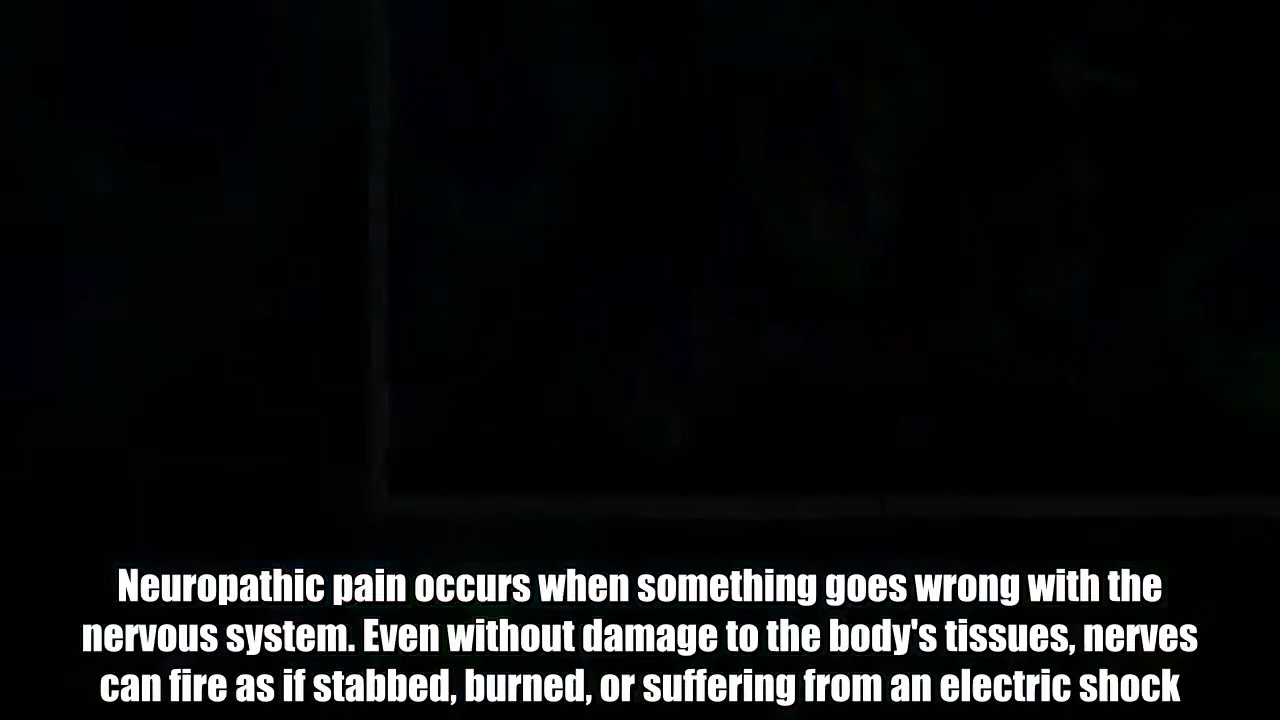 Neuropathic pain occurs when something goes wrong with the
nervous system. Even without damage to the body's tissues, nerves
can fire as if stabbed, burned, or suffering from an electric shock